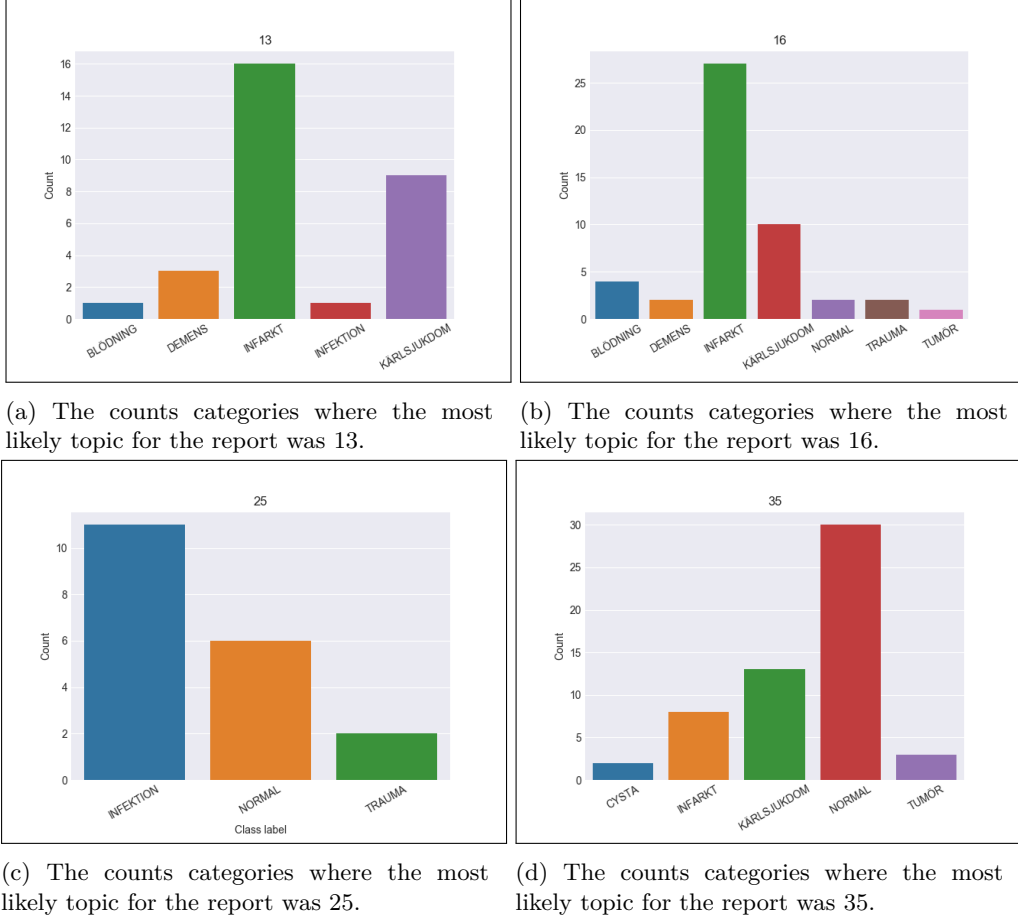 13
16
14
12
10
8
6
4
2
0
Count
BLÖDNING
DEMENS
INFARKT
INFEKTION
KÄRLSJUKDOM
(a) The counts categories where the most
likely topic for the report was 13.
16
25
20
15
10
5
0
Count
BLÖDNING
DEMENS
INFARKT
KÄRLSJUKDOM
NORMAL
TRAUMA
TUMÖR
(b) The counts categories where the most
likely topic for the report was 16.
25
10
8
6
4
2
0
Count
INFEKTION
NORMAL
TRAUMA
Class label
(c) The counts categories where the most
likely topic for the report was 25.
35
30
25
20
15
10
5
0
Count
CYSTA
INFARKT
KÄRLSJUKDOM
NORMAL
TUMÖR
(d) The counts categories where the most
likely topic for the report was 35.